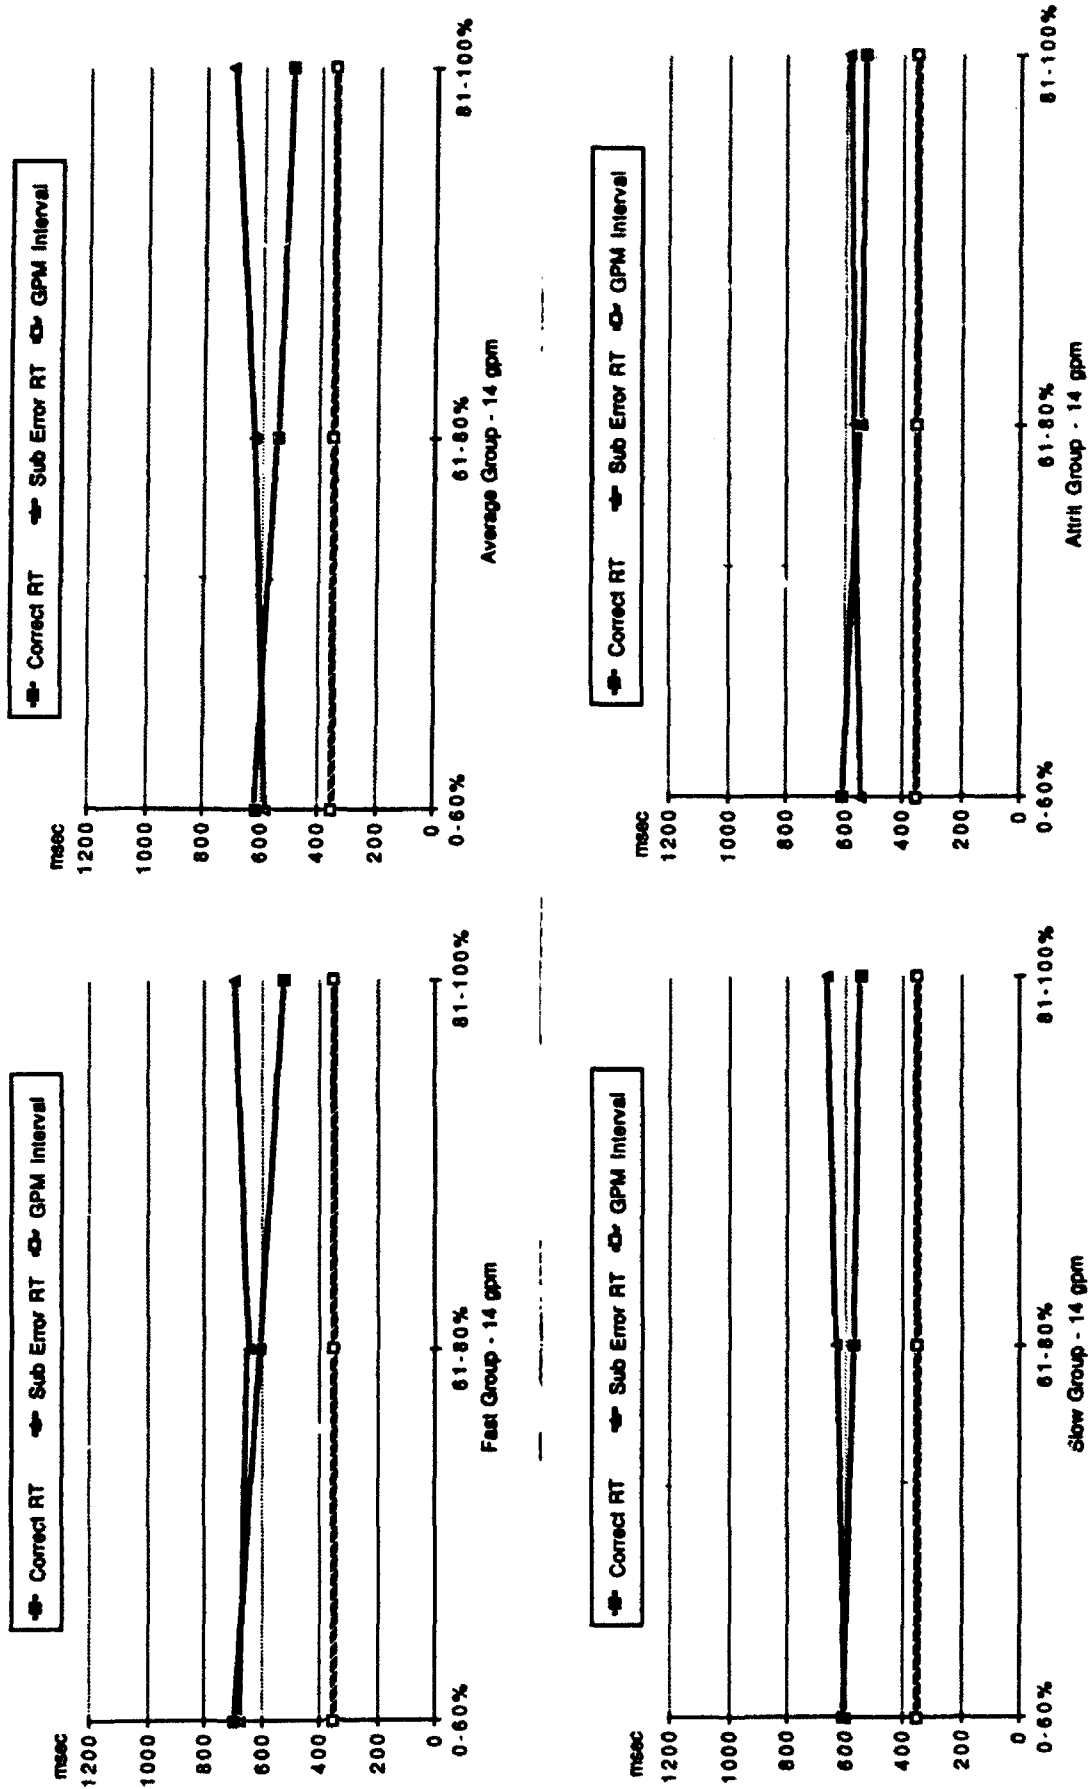 Correct RT Sub Error RT GPM Interval
msec
1200
1000
800
600
400
200
0
0-60% 61-80% 81-100%
Fast Group - 14 gpm
Correct RT Sub Error RT GPM Interval
msec
1200
1000
800
600
400
200
0
0-60% 61-80% 81-100%
Average Group - 14 gpm
Correct RT Sub Error RT GPM Interval
msec
1200
1000
800
600
400
200
0
0-60% 61-80% 81-100%
Slow Group - 14 gpm
Correct RT Sub Error RT GPM Interval
msec
1200
1000
800
600
400
200
0
0-60% 61-80% 81-100%
Attrit Group - 14 gpm